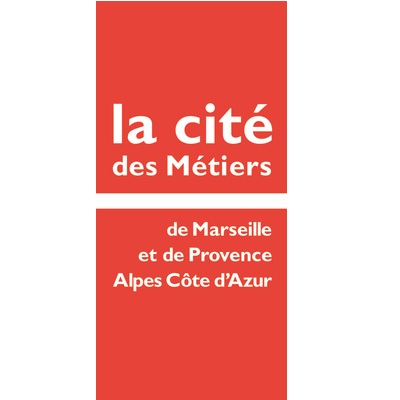 la cité
des Métiers
de Marseille
et de Provence
Alpes Côte d'Azur